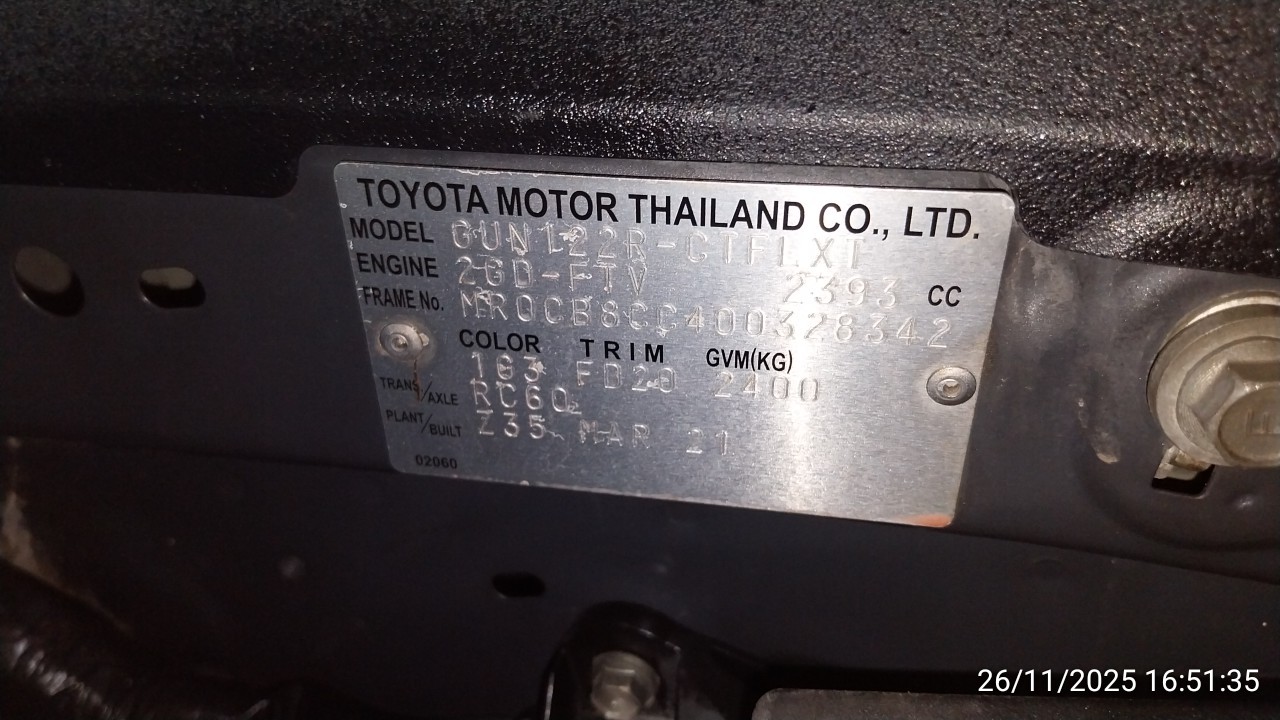 TOYOTA MOTOR THAILAND CO., LTD.
MODEL GUN122R-CTFLXT
ENGINE 2GD-FTV 2393 CC
FRAME No. MR0CB8CC400328342
COLOR TRIM GVM(KG)
1G3 FD20 2400
TRANS/AXLE RC60
PLANT/BUILT Z35 MAR 21
02060
26/11/2025 16:51:35